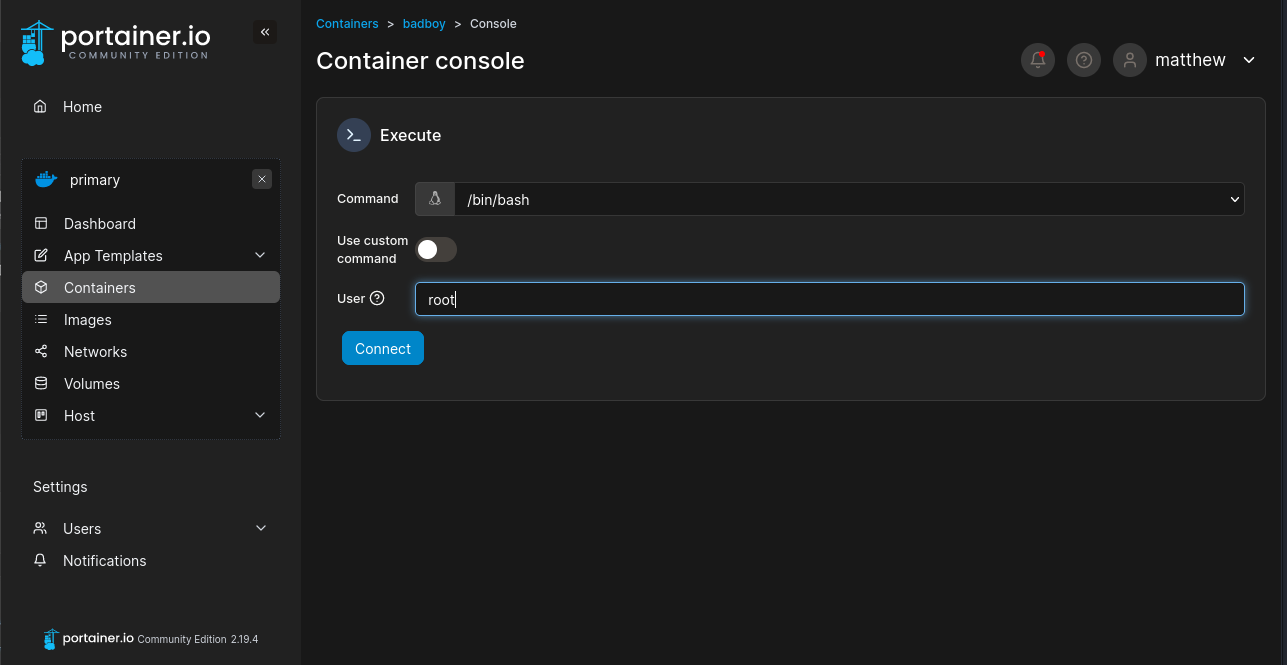 portainer.io
COMMUNITY EDITION
Home
primary
Dashboard
App Templates
Containers
Images
Networks
Volumes
Host
Settings
Users
Notifications
portainer.io Community Edition 2.19.4
Containers > badboy > Console
Container console
matthew
Execute
Command /bin/bash
Use custom
command
User root
Connect